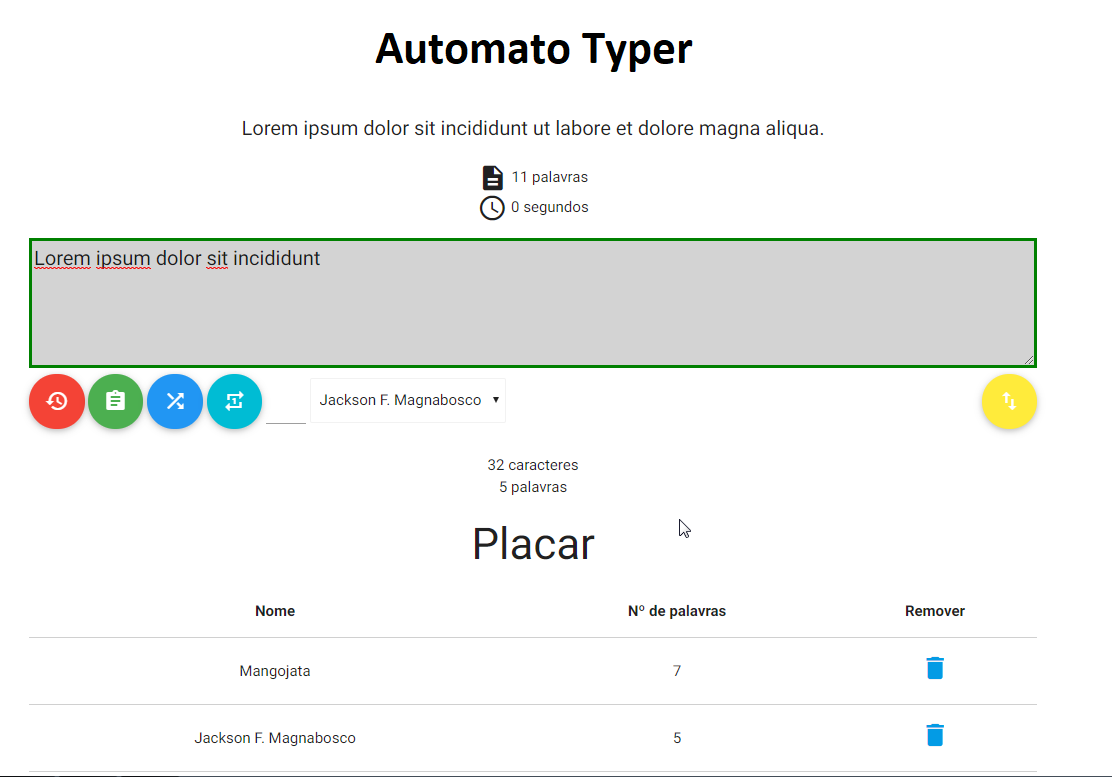 Automato Typer
Lorem ipsum dolor sit incididunt ut labore et dolore magna aliqua.
11 palavras
0 segundos
Lorem ipsum dolor sit incididunt
Jackson F. Magnabosco
32 caracteres
5 palavras
Placar
Nome Nº de palavras Remover
Mangojata 7
Jackson F. Magnabosco 5